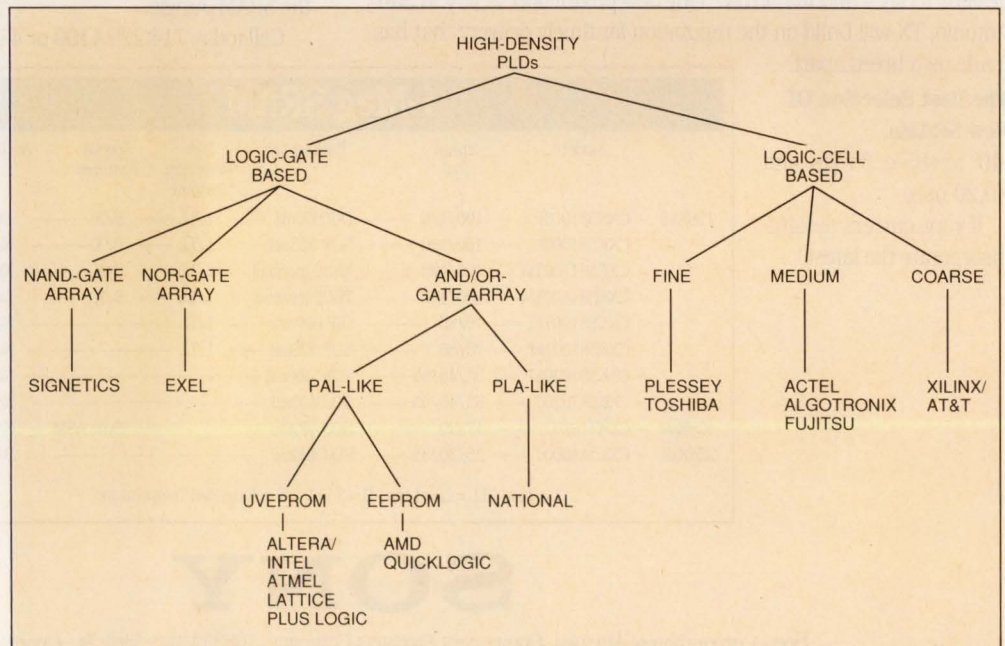 HIGH-DENSITY
PLDs
LOGIC-GATE
BASED
LOGIC-CELL
BASED
NAND-GATE
ARRAY
NOR-GATE
ARRAY
AND/OR-
GATE ARRAY
FINE
MEDIUM
COARSE
SIGNETICS
EXEL
PAL-LIKE
PLA-LIKE
PLESSEY
TOSHIBA
ACTEL
ALGOTRONIX
FUJITSU
XILINX/
AT&T
UVEPROM
EEPROM
NATIONAL
ALTERA/
INTEL
ATMEL
LATTICE
PLUS LOGIC
AMD
QUICKLOGIC